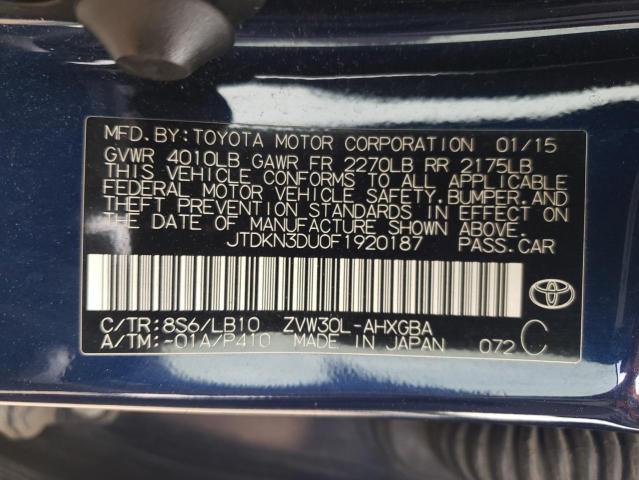 MFD. BY: TOYOTA MOTOR CORPORATION 01/15
GVWR 4010LB GAWR FR 2270LB RR 2175LB
THIS VEHICLE CONFORMS TO ALL APPLICABLE
FEDERAL MOTOR VEHICLE SAFETY, BUMPER, AND
THEFT PREVENTION STANDARDS IN EFFECT ON
THE DATE OF MANUFACTURE SHOWN ABOVE.
JTDKN3DU0F1920187 PASS. CAR
C/TR: 8S6/LB10 ZVW30L-AHXGBA
A/TM: -01A/P410 MADE IN JAPAN 072 C